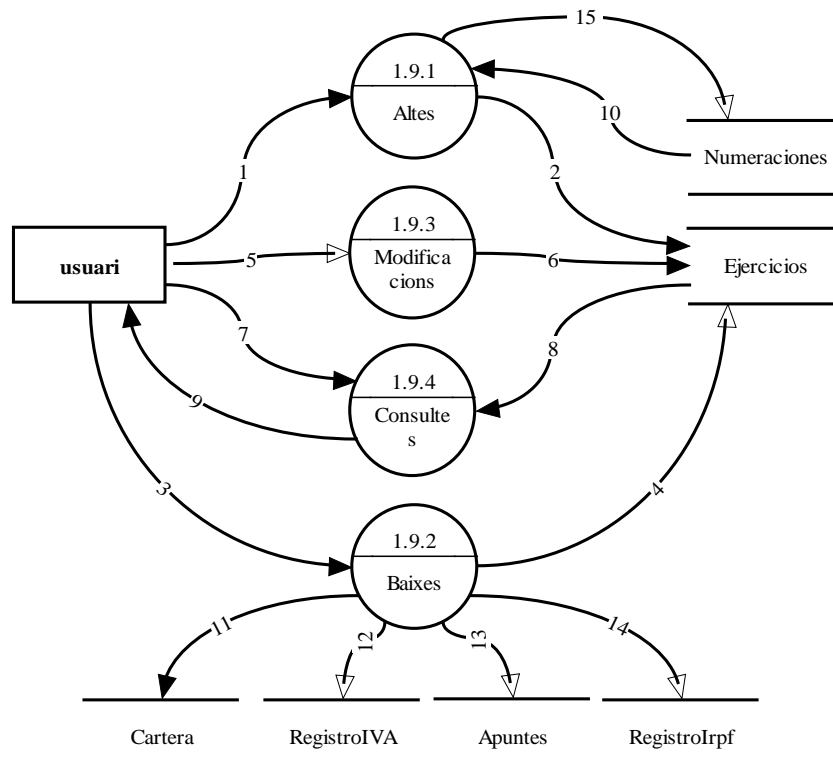 15
1.9.1
Altes
10
Numeraciones
1
2
usuari
5
1.9.3
Modifica
cions
6
Ejercicios
7
8
1.9.4
Consulte
s
9
3
4
1.9.2
Baixes
11
12
13
14
Cartera
RegistroIVA
Apuntes
RegistroIrpf